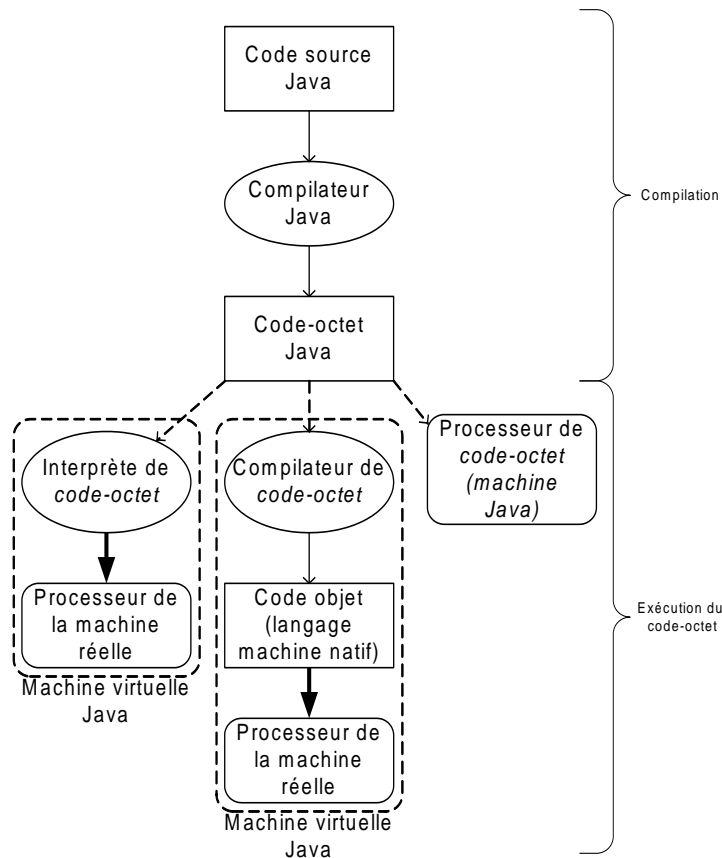 Code source
Java
Compilateur
Java
Compilation
Code-octet
Java
Interprète de
code-octet
Compilateur de
code-octet
Processeur de
code-octet
(machine
Java)
Processeur de
la machine
réelle
Machine virtuelle
Java
Code objet
(langage
machine natif)
Exécution du
code-octet
Processeur de
la machine
réelle
Machine virtuelle
Java